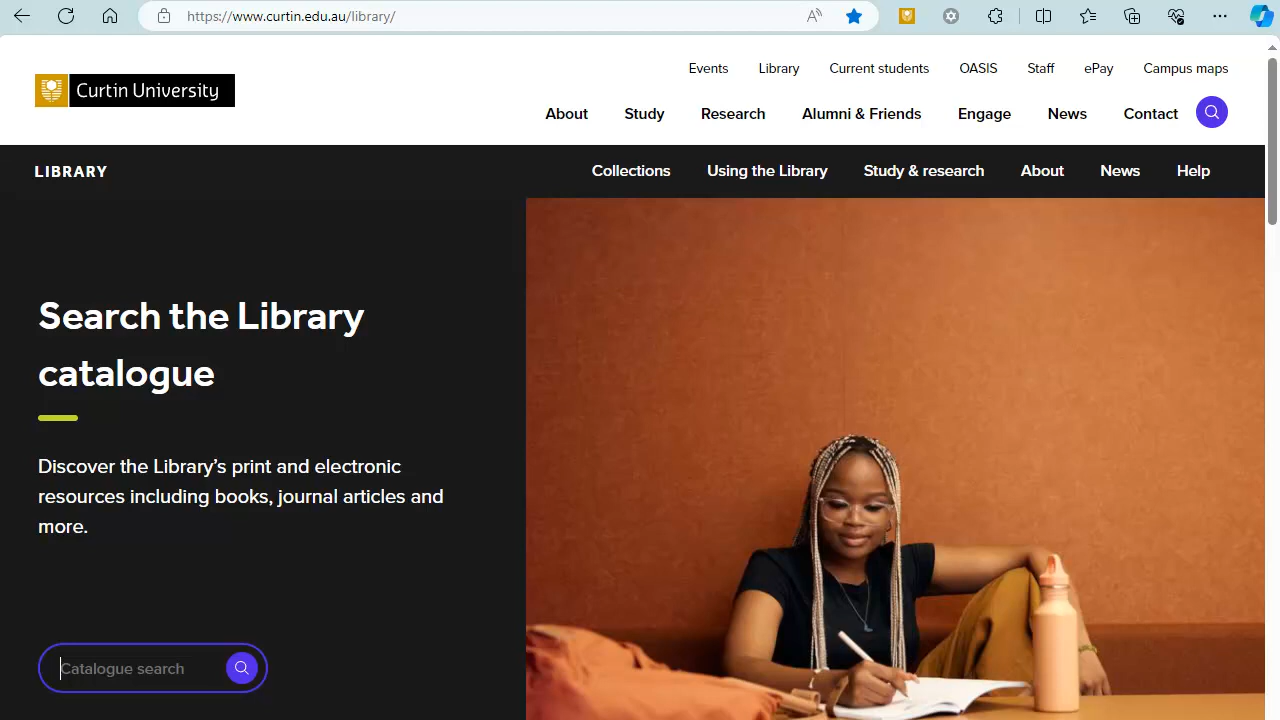 https://www.curtin.edu.au/library/
Events Library Current students OASIS Staff ePay Campus maps
Curtin University
About Study Research Alumni & Friends Engage News Contact
LIBRARY Collections Using the Library Study & research About News Help
Search the Library
catalogue
Discover the Library’s print and electronic
resources including books, journal articles and
more.
Catalogue search